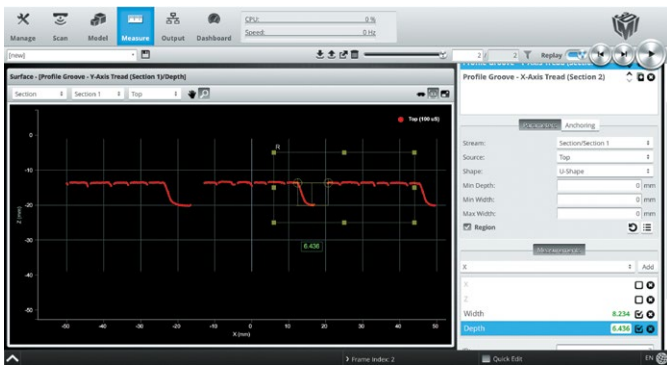 Manage
Scan
Model
Measure
Output
Dashboard
CPU: 0 %
Speed: 0 Hz
[new]
2 / 2
Replay
Surface - [Profile Groove - Y-Axis Tread (Section 1)/Depth]
Section
Section 1
Top
Top (100 uS)
R
0
-10
-20
-30
-40
-50
Z (mm)
6.436
-50 -40 -30 -20 -10 0 10 20 30 40 50
X (mm)
Profile Groove - X-Axis Tread (Section 2)
Parameters
Anchoring
Stream: Section/Section 1
Source: Top
Shape: U-Shape
Min Depth: 0 mm
Min Width: 0 mm
Max Width: 0 mm
Region
Measurements
X
Add
X
Z
Width 8.234
Depth 6.436
Frame Index: 2
Quick Edit
EN